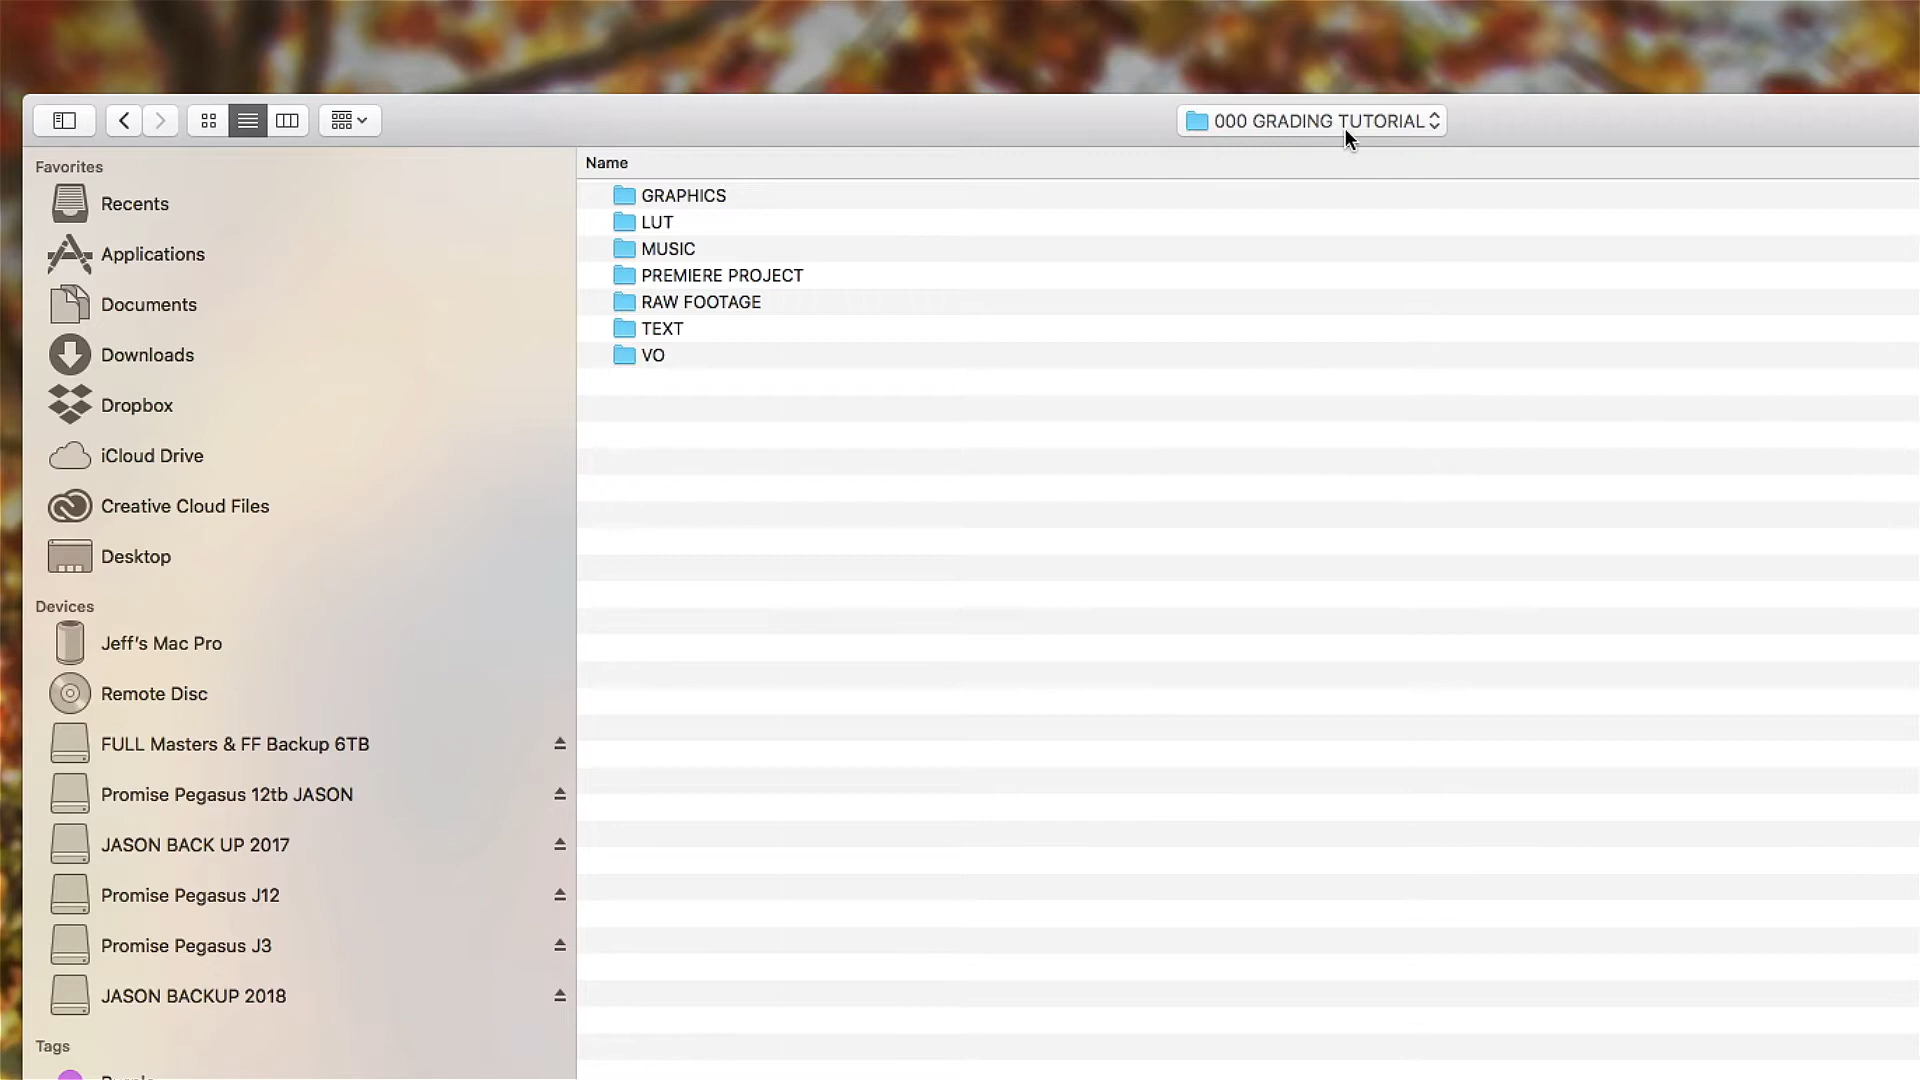 000 GRADING TUTORIAL
Favorites
Recents
Applications
Documents
Downloads
Dropbox
iCloud Drive
Creative Cloud Files
Desktop
Devices
Jeff's Mac Pro
Remote Disc
FULL Masters & FF Backup 6TB
Promise Pegasus 12tb JASON
JASON BACK UP 2017
Promise Pegasus J12
Promise Pegasus J3
JASON BACKUP 2018
Tags
Purple
Name
GRAPHICS
LUT
MUSIC
PREMIERE PROJECT
RAW FOOTAGE
TEXT
VO